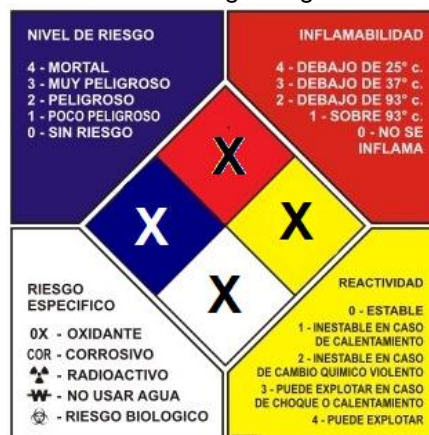 NIVEL DE RIESGO
4 - MORTAL
3 - MUY PELIGROSO
2 - PELIGROSO
1 - POCO PELIGROSO
0 - SIN RIESGO
INFLAMABILIDAD
4 - DEBAJO DE 25° c.
3 - DEBAJO DE 37° c.
2 - DEBAJO DE 93° c.
1 - SOBRE 93° c.
0 - NO SE
INFLAMA
X
X
X
X
RIESGO
ESPECIFICO
OX - OXIDANTE
COR - CORROSIVO
- RADIOACTIVO
W - NO USAR AGUA
- RIESGO BIOLOGICO
REACTIVIDAD
0 - ESTABLE
1 - INESTABLE EN CASO
DE CALENTAMIENTO
2 - INESTABLE EN CASO
DE CAMBIO QUIMICO VIOLENTO
3 - PUEDE EXPLOTAR EN CASO
DE CHOQUE O CALENTAMIENTO
4 - PUEDE EXPLOTAR